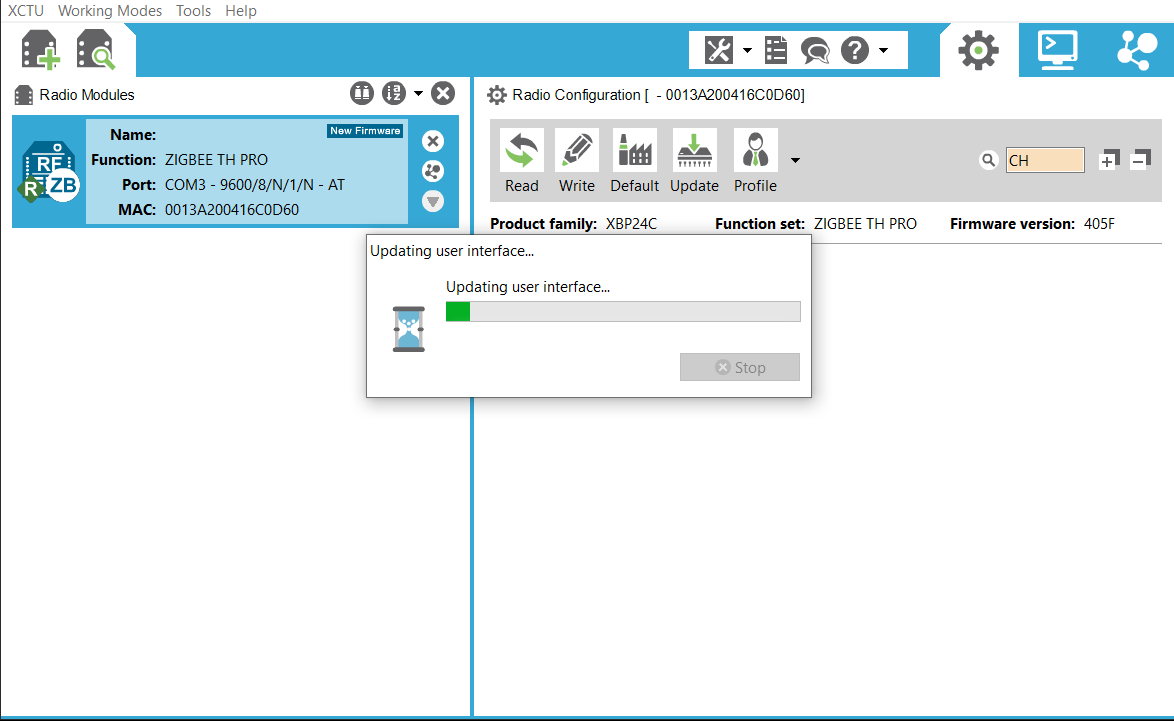 XCTU Working Modes Tools Help
Radio Modules
Radio Configuration [ - 0013A200416C0D60]
Name:
New Firmware
Function: ZIGBEE TH PRO
Port: COM3 - 9600/8/N/1/N - AT
MAC: 0013A200416C0D60
RF
R
ZB
Read Write Default Update Profile
CH
Product family: XBP24C Function set: ZIGBEE TH PRO Firmware version: 405F
Updating user interface...
Updating user interface...
Stop